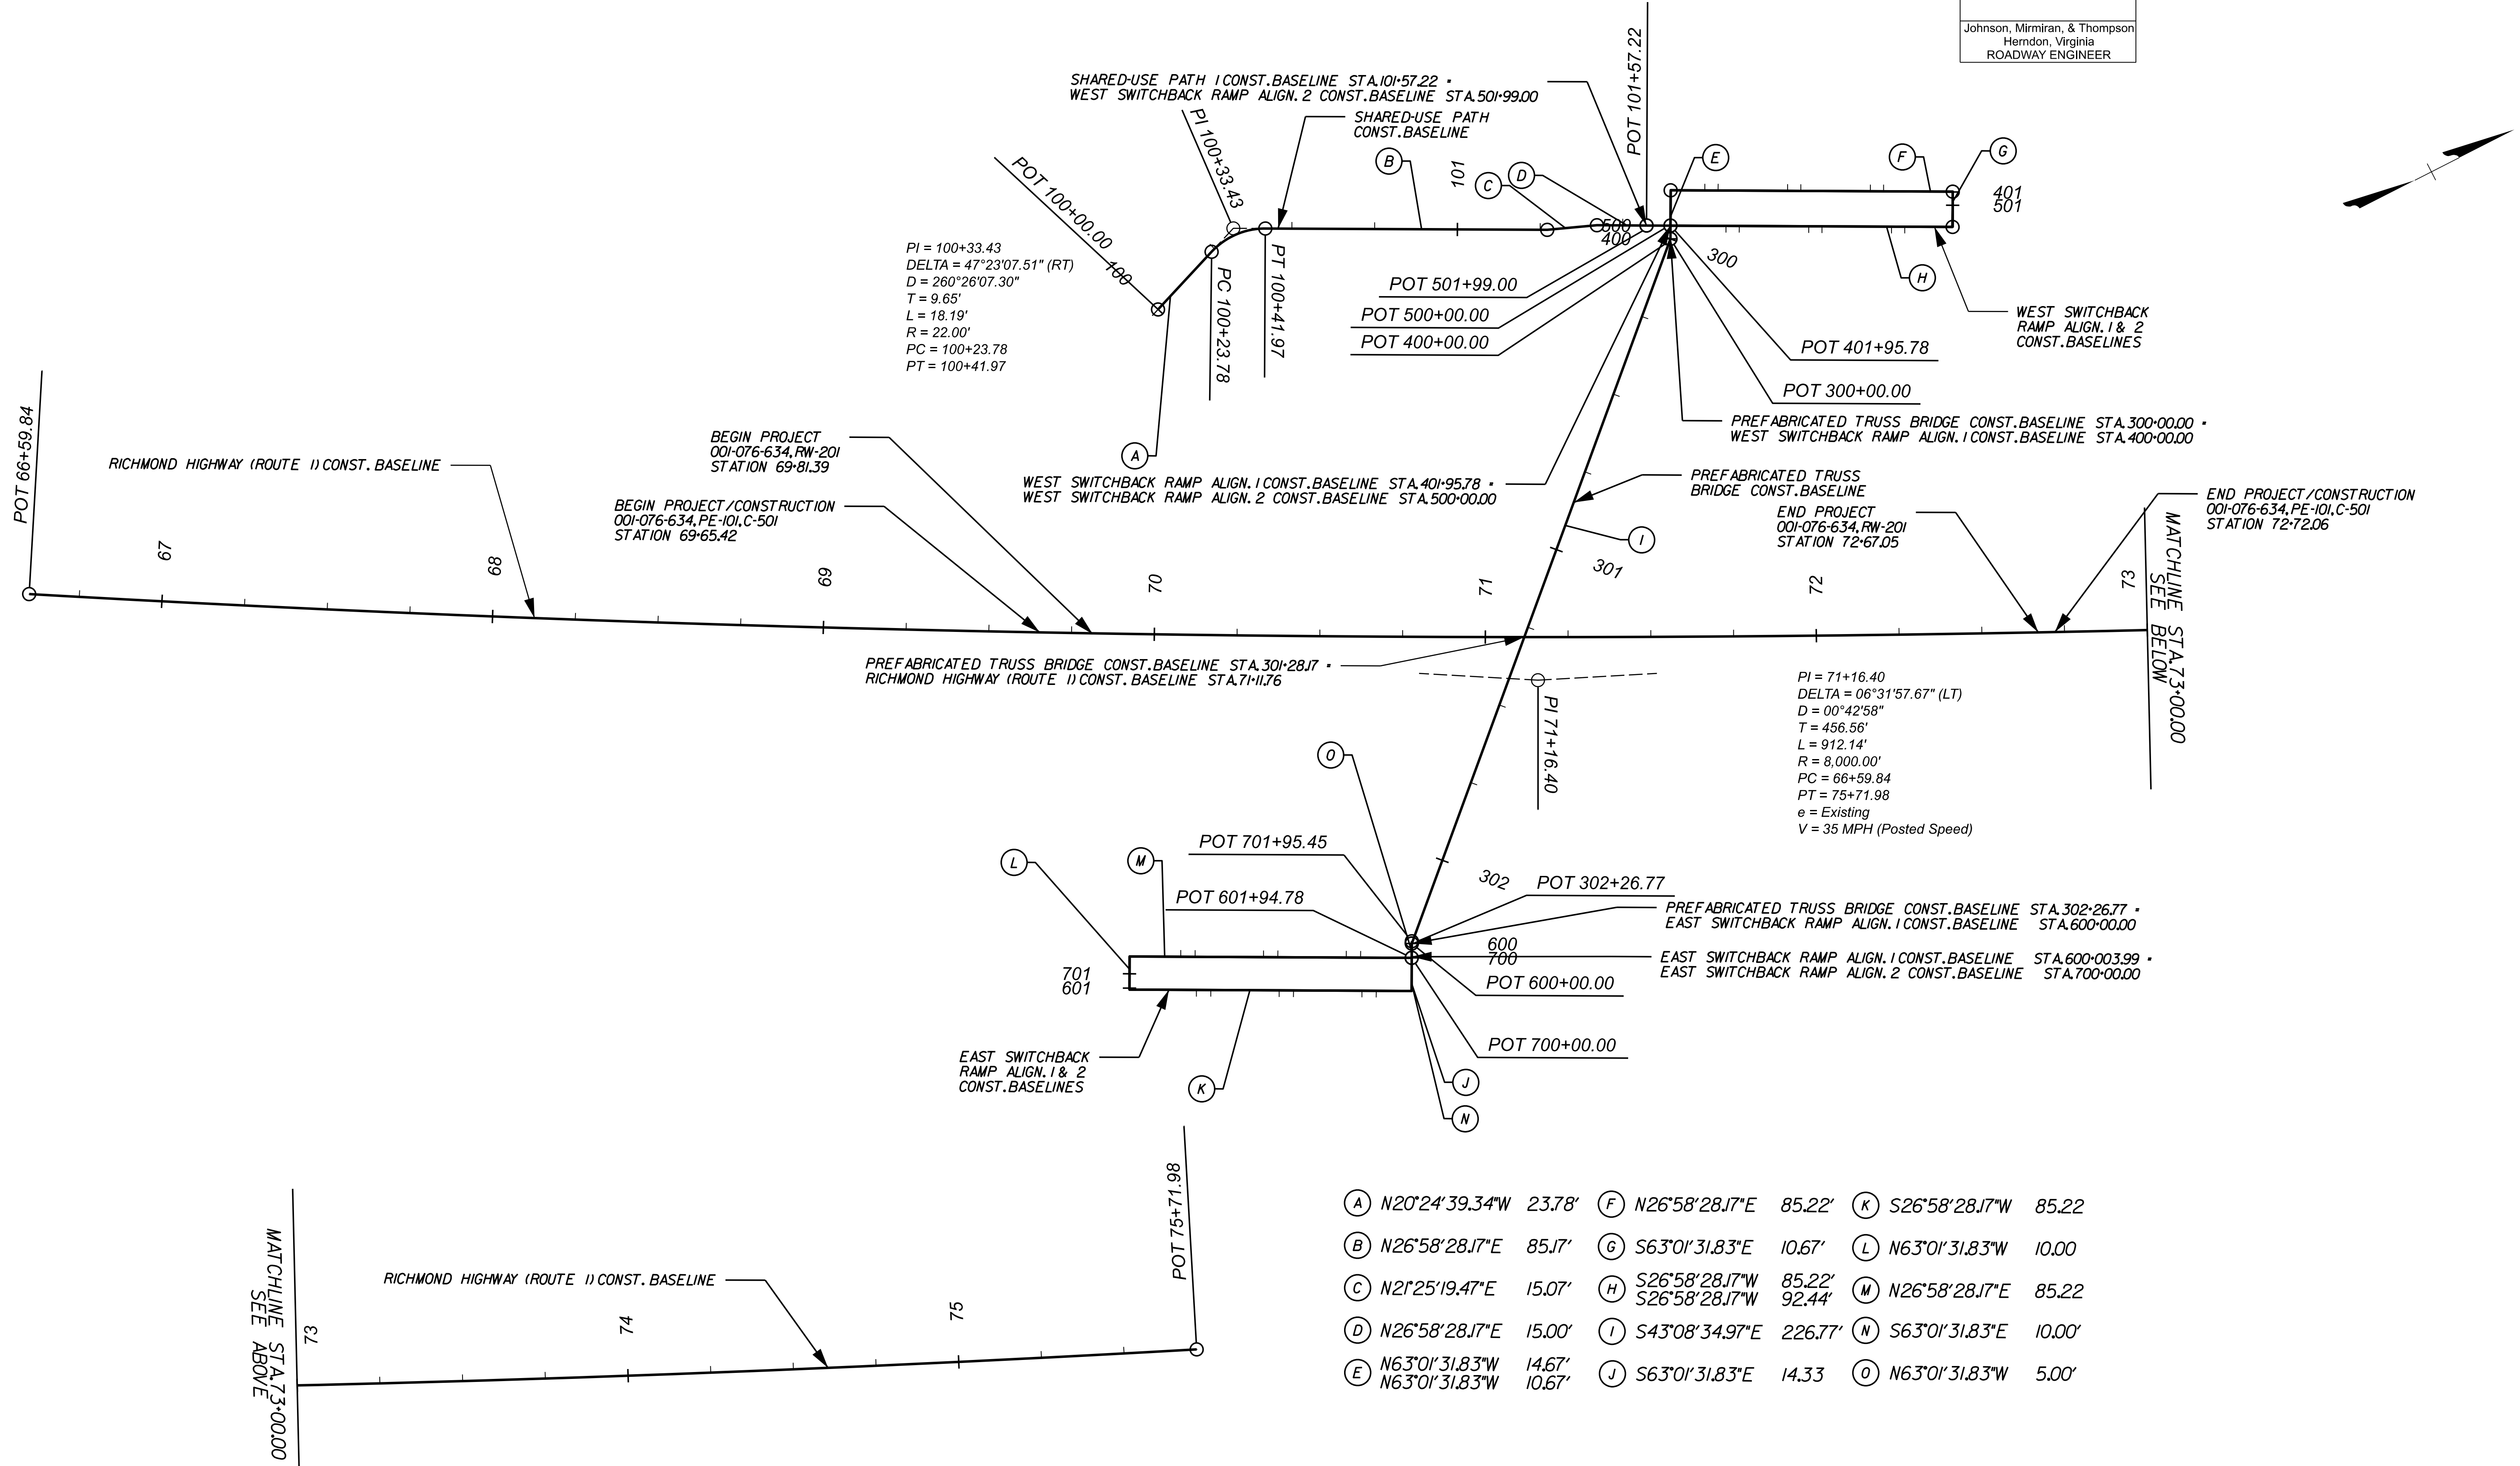 Johnson, Mirmiran, & Thompson
Herndon, Virginia
ROADWAY ENGINEER
SHARED-USE PATH 1 CONST. BASELINE STA. 101+57.22 =
WEST SWITCHBACK RAMP ALIGN. 2 CONST. BASELINE STA. 501+99.00
SHARED-USE PATH
CONST. BASELINE
POT 101+57.22
PI 100+33.43
POT 100+00.00
100
PC 100+23.78
PT 100+41.97
101
A
B
C
D
E
F
G
H
401
501
500
400
300
PI = 100+33.43
DELTA = 47°23'07.51" (RT)
D = 260°26'07.30"
T = 9.65'
L = 18.19'
R = 22.00'
PC = 100+23.78
PT = 100+41.97
POT 501+99.00
POT 500+00.00
POT 400+00.00
POT 401+95.78
POT 300+00.00
WEST SWITCHBACK
RAMP ALIGN. 1 & 2
CONST. BASELINES
PREFABRICATED TRUSS BRIDGE CONST. BASELINE STA. 300+00.00 =
WEST SWITCHBACK RAMP ALIGN. 1 CONST. BASELINE STA. 400+00.00
WEST SWITCHBACK RAMP ALIGN. 1 CONST. BASELINE STA. 401+95.78 =
WEST SWITCHBACK RAMP ALIGN. 2 CONST. BASELINE STA. 500+00.00
PREFABRICATED TRUSS
BRIDGE CONST. BASELINE
I
301
POT 66+59.84
RICHMOND HIGHWAY (ROUTE 1) CONST. BASELINE
BEGIN PROJECT
001-076-634, RW-201
STATION 69+81.39
BEGIN PROJECT/CONSTRUCTION
001-076-634, PE-101, C-501
STATION 69+65.42
END PROJECT
001-076-634, RW-201
STATION 72+67.05
END PROJECT/CONSTRUCTION
001-076-634, PE-101, C-501
STATION 72+72.06
67
68
69
70
71
72
73
MATCHLINE STA. 73+00.00
SEE BELOW
PREFABRICATED TRUSS BRIDGE CONST. BASELINE STA. 301+28.17 =
RICHMOND HIGHWAY (ROUTE 1) CONST. BASELINE STA. 71+11.76
PI 71+16.40
PI = 71+16.40
DELTA = 06°31'57.67" (LT)
D = 00°42'58"
T = 456.56'
L = 912.14'
R = 8,000.00'
PC = 66+59.84
PT = 75+71.98
e = Existing
V = 35 MPH (Posted Speed)
O
L
M
POT 701+95.45
POT 601+94.78
302
POT 302+26.77
PREFABRICATED TRUSS BRIDGE CONST. BASELINE STA. 302+26.77 =
EAST SWITCHBACK RAMP ALIGN. 1 CONST. BASELINE STA. 600+00.00
600
700
EAST SWITCHBACK RAMP ALIGN. 1 CONST. BASELINE STA. 600+003.99 =
EAST SWITCHBACK RAMP ALIGN. 2 CONST. BASELINE STA. 700+00.00
701
601
POT 600+00.00
POT 700+00.00
EAST SWITCHBACK
RAMP ALIGN. 1 & 2
CONST. BASELINES
K
J
N
MATCHLINE STA. 73+00.00
SEE ABOVE
73
74
75
RICHMOND HIGHWAY (ROUTE 1) CONST. BASELINE
POT 75+71.98
A N20°24'39.34"W 23.78'
B N26°58'28.17"E 85.17'
C N21°25'19.47"E 15.07'
D N26°58'28.17"E 15.00'
E N63°01'31.83"W 14.67'
N63°01'31.83"W 10.67'
F N26°58'28.17"E 85.22'
G S63°01'31.83"E 10.67'
H S26°58'28.17"W 85.22'
S26°58'28.17"W 92.44'
I S43°08'34.97"E 226.77'
J S63°01'31.83"E 14.33
K S26°58'28.17"W 85.22
L N63°01'31.83"W 10.00
M N26°58'28.17"E 85.22
N S63°01'31.83"E 10.00'
O N63°01'31.83"W 5.00'